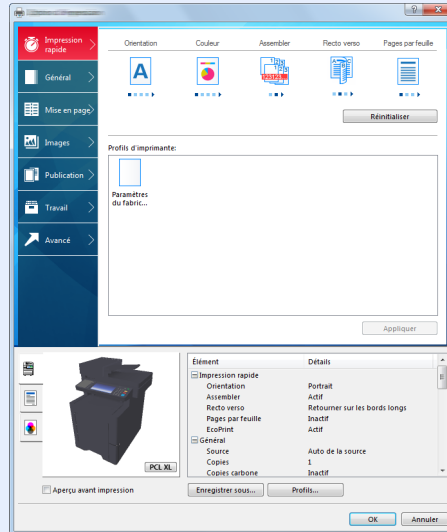 Impression rapide
Général
Mise en page
Images
Publication
Travail
Avancé
Orientation
Couleur
Assembler
Recto verso
Pages par feuille
A
123123...
A
Réinitialiser
Profils d'imprimante:
Paramètres
du fabric...
Appliquer
Élément Détails
Impression rapide
Orientation Portrait
Assembler Actif
Recto verso Retourner sur les bords longs
Pages par feuille Inactif
EcoPrint Actif
Général
Source Auto de la source
Copies 1
Copies carbone Inactif
PCL XL
Aperçu avant impression
Enregistrer sous...
Profils...
OK
Annuler